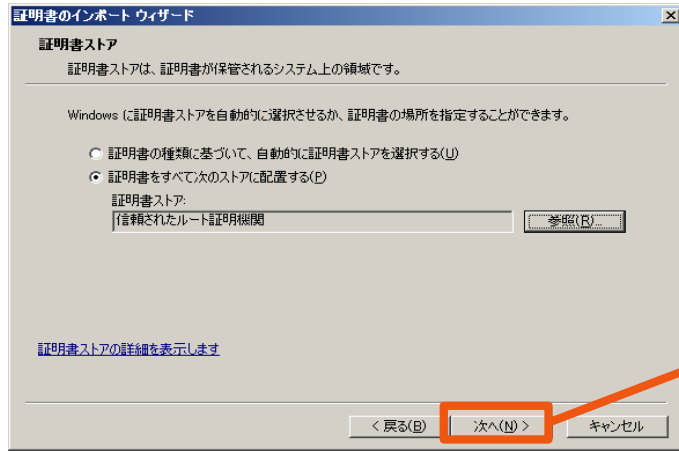 証明書のインポート ウィザード
証明書ストア
証明書ストアは、証明書が保管されるシステム上の領域です。
Windows に証明書ストアを自動的に選択させるか、証明書の場所を指定することができます。
証明書の種類に基づいて、自動的に証明書ストアを選択する(U)
証明書をすべて次のストアに配置する(P)
証明書ストア:
信頼されたルート証明機関
参照(R)...
証明書ストアの詳細を表示します
< 戻る(B)
次へ(N) >
キャンセル